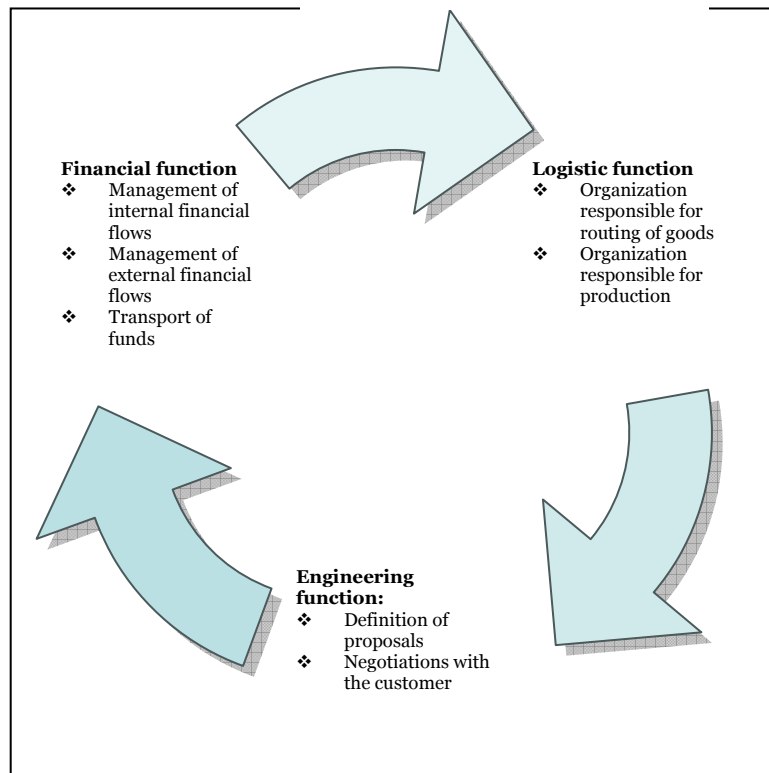 Financial function
❖ Management of
internal financial
flows
❖ Management of
external financial
flows
❖ Transport of
funds
Logistic function
❖ Organization
responsible for
routing of goods
❖ Organization
responsible for
production
Engineering
function:
❖ Definition of
proposals
❖ Negotiations with
the customer